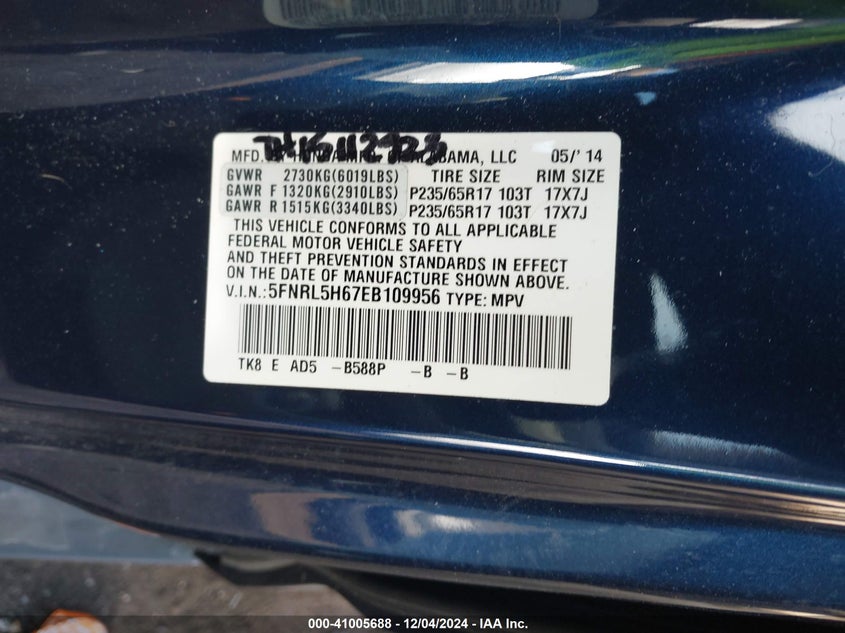 MFD. BY HONDA MFG. OF ALABAMA, LLC 05/'14
GVWR 2730KG(6019LBS) TIRE SIZE RIM SIZE
GAWR F 1320KG(2910LBS) P235/65R17 103T 17X7J
GAWR R 1515KG(3340LBS) P235/65R17 103T 17X7J
THIS VEHICLE CONFORMS TO ALL APPLICABLE
FEDERAL MOTOR VEHICLE SAFETY
AND THEFT PREVENTION STANDARDS IN EFFECT
ON THE DATE OF MANUFACTURE SHOWN ABOVE.
V.I.N.:5FNRL5H67EB109956 TYPE: MPV
TK8 E AD5 -B588P -B -B
000-41005688 - 12/04/2024 - IAA Inc.